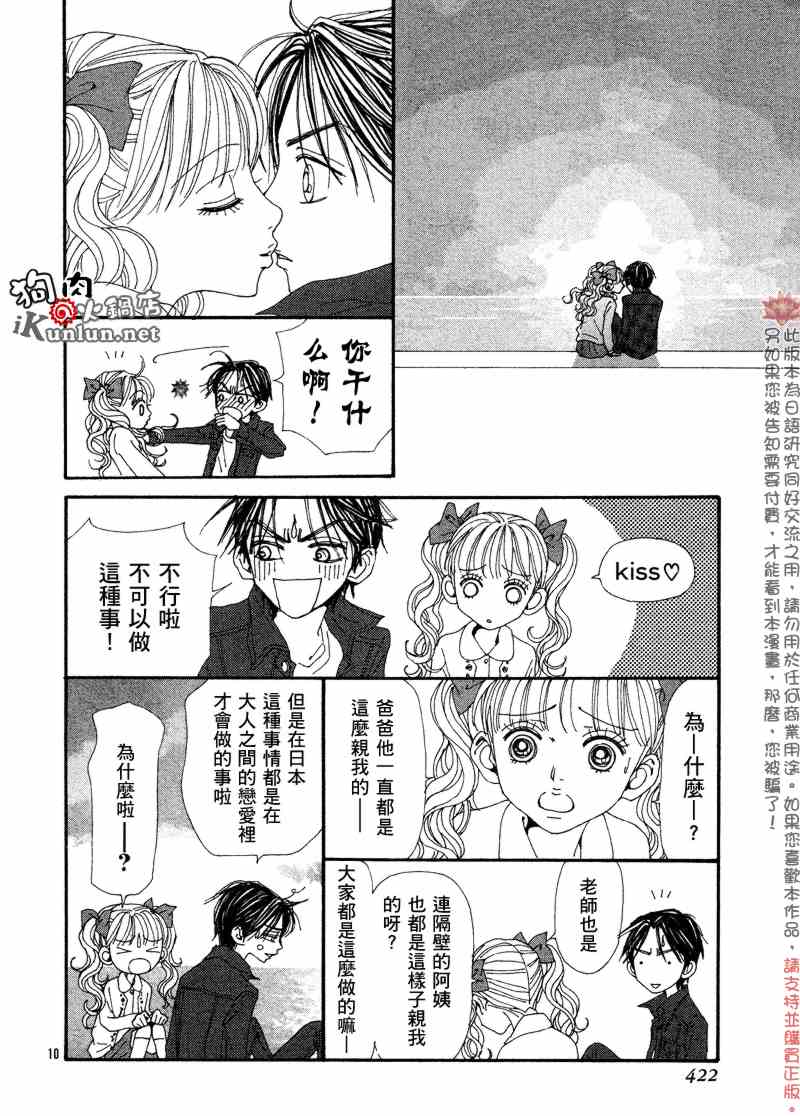 狗肉
火鍋店
iKunlun.net
你干什
么啊！
kiss♡
不行啦
不可以做
這種事！
為—什麼—？
爸爸他一直都是
這麼親我的—
但是在日本
這種事情都是在
大人之間的戀愛裡
才會做的事啦
為什麼啦
—？
老師也是
連隔壁的阿姨
也都是這樣子親我
的呀？
大家都是這麼做的嘛—
10
422
此版本為日語研究同好交流之用，請勿用於任何商業用途。如果您喜歡本作品，請支持並購買正版。
另如果您被告知需要付費，才能看到本漫畫，那麼，您被騙了！